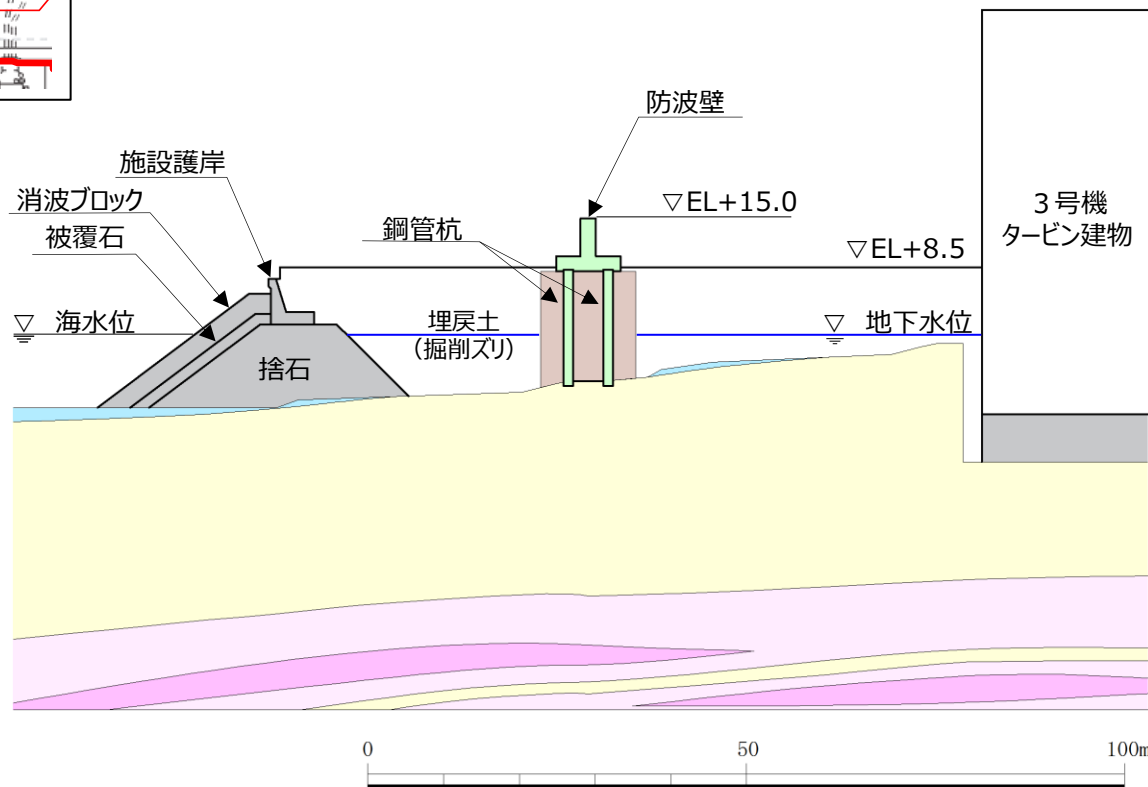 防波壁
施設護岸
消波ブロック
被覆石
鋼管杭
▽EL+15.0
▽EL+8.5
3号機
タービン建物
▽ 海水位
埋戻土
(掘削ズリ)
▽ 地下水位
捨石
0 50 100m